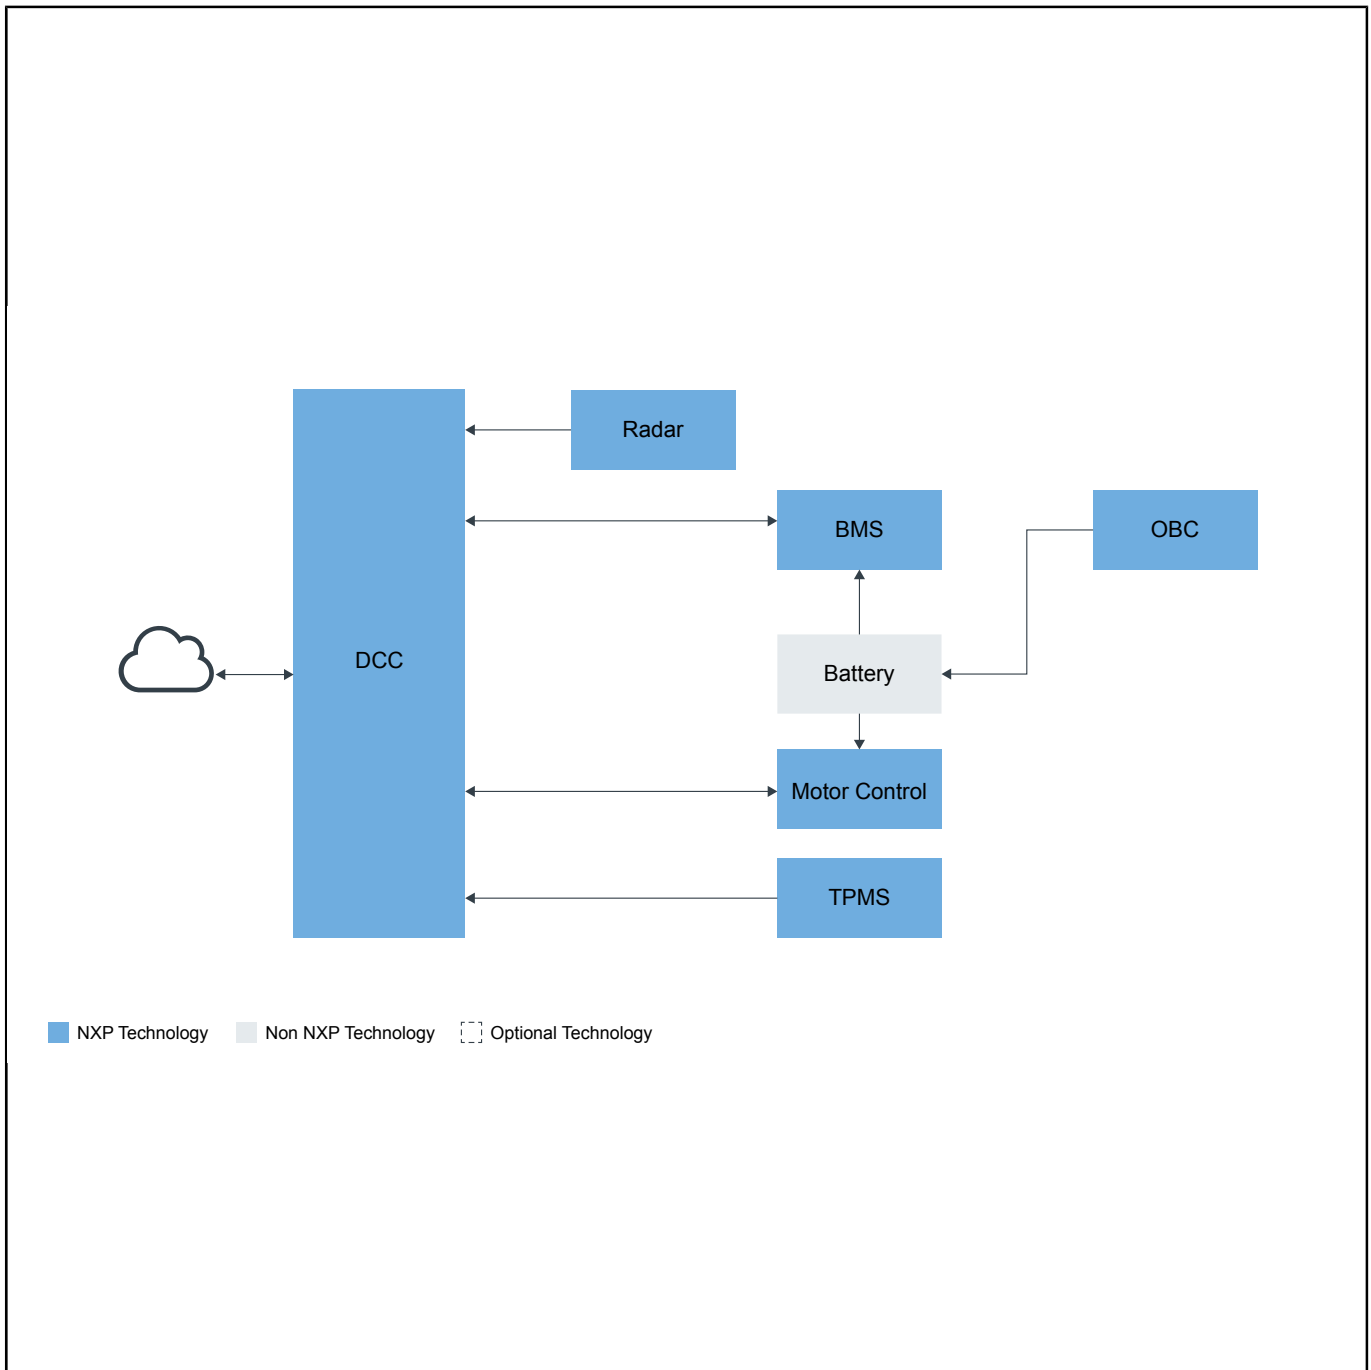 Radar
BMS
OBC
DCC
Battery
Motor Control
TPMS
NXP Technology
Non NXP Technology
Optional Technology